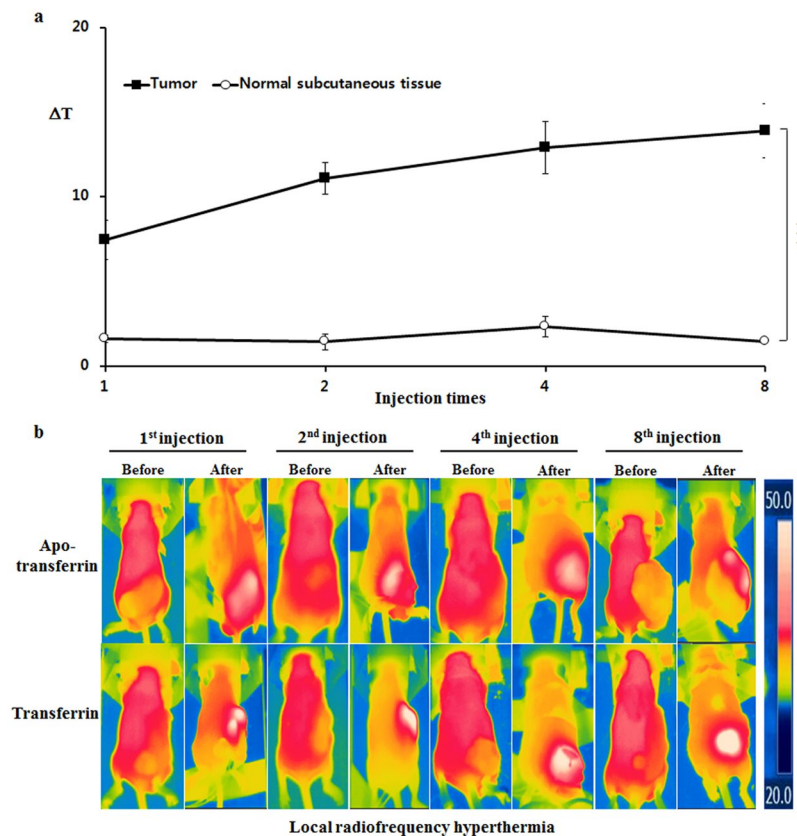 a
20
Tumor Normal subcutaneous tissue
ΔT
10
0
1 2 4 8
Injection times
b
1st injection 2nd injection 4th injection 8th injection
Before After Before After Before After Before After
50.0
Apo-
transferrin
Transferrin
20.0
Local radiofrequency hyperthermia